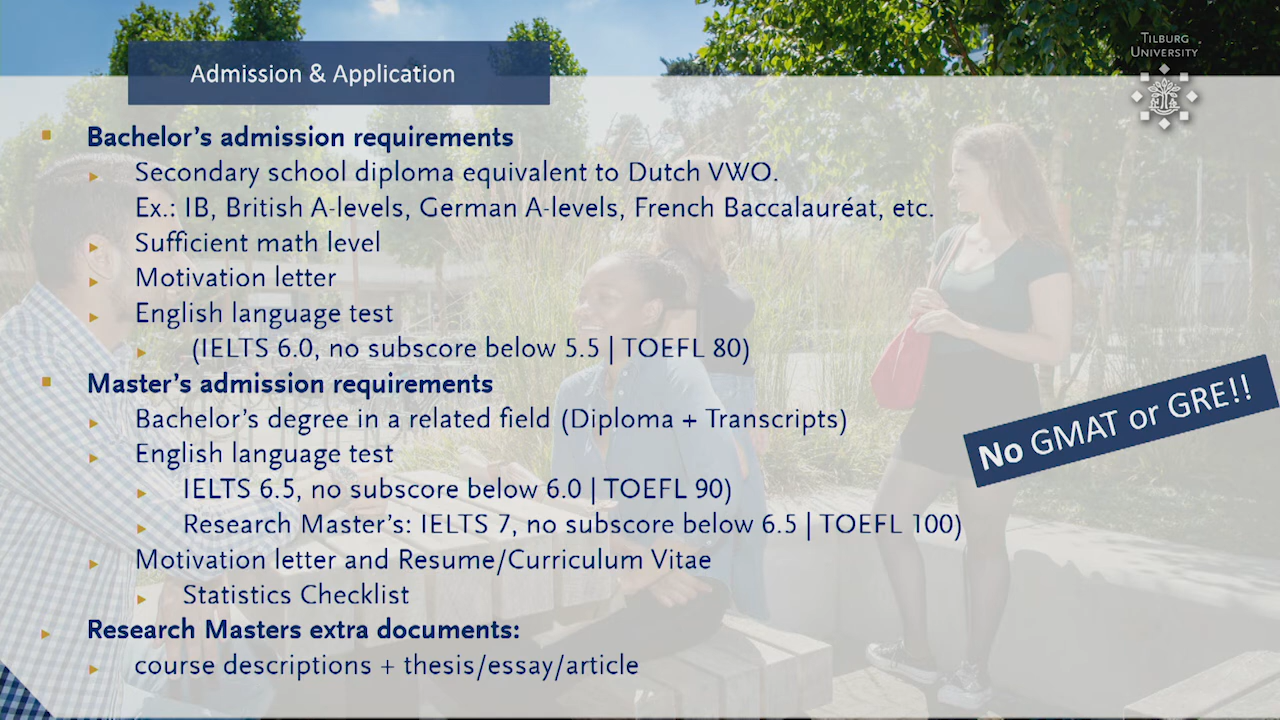 Admission & Application
TILBURG
UNIVERSITY
Bachelor's admission requirements
Secondary school diploma equivalent to Dutch VWO.
Ex.: IB, British A-levels, German A-levels, French Baccalauréat, etc.
Sufficient math level
Motivation letter
English language test
(IELTS 6.0, no subscore below 5.5 | TOEFL 80)
Master's admission requirements
Bachelor's degree in a related field (Diploma + Transcripts)
English language test
IELTS 6.5, no subscore below 6.0 | TOEFL 90)
Research Master's: IELTS 7, no subscore below 6.5 | TOEFL 100)
Motivation letter and Resume/Curriculum Vitae
Statistics Checklist
Research Masters extra documents:
course descriptions + thesis/essay/article
No GMAT or GRE!!